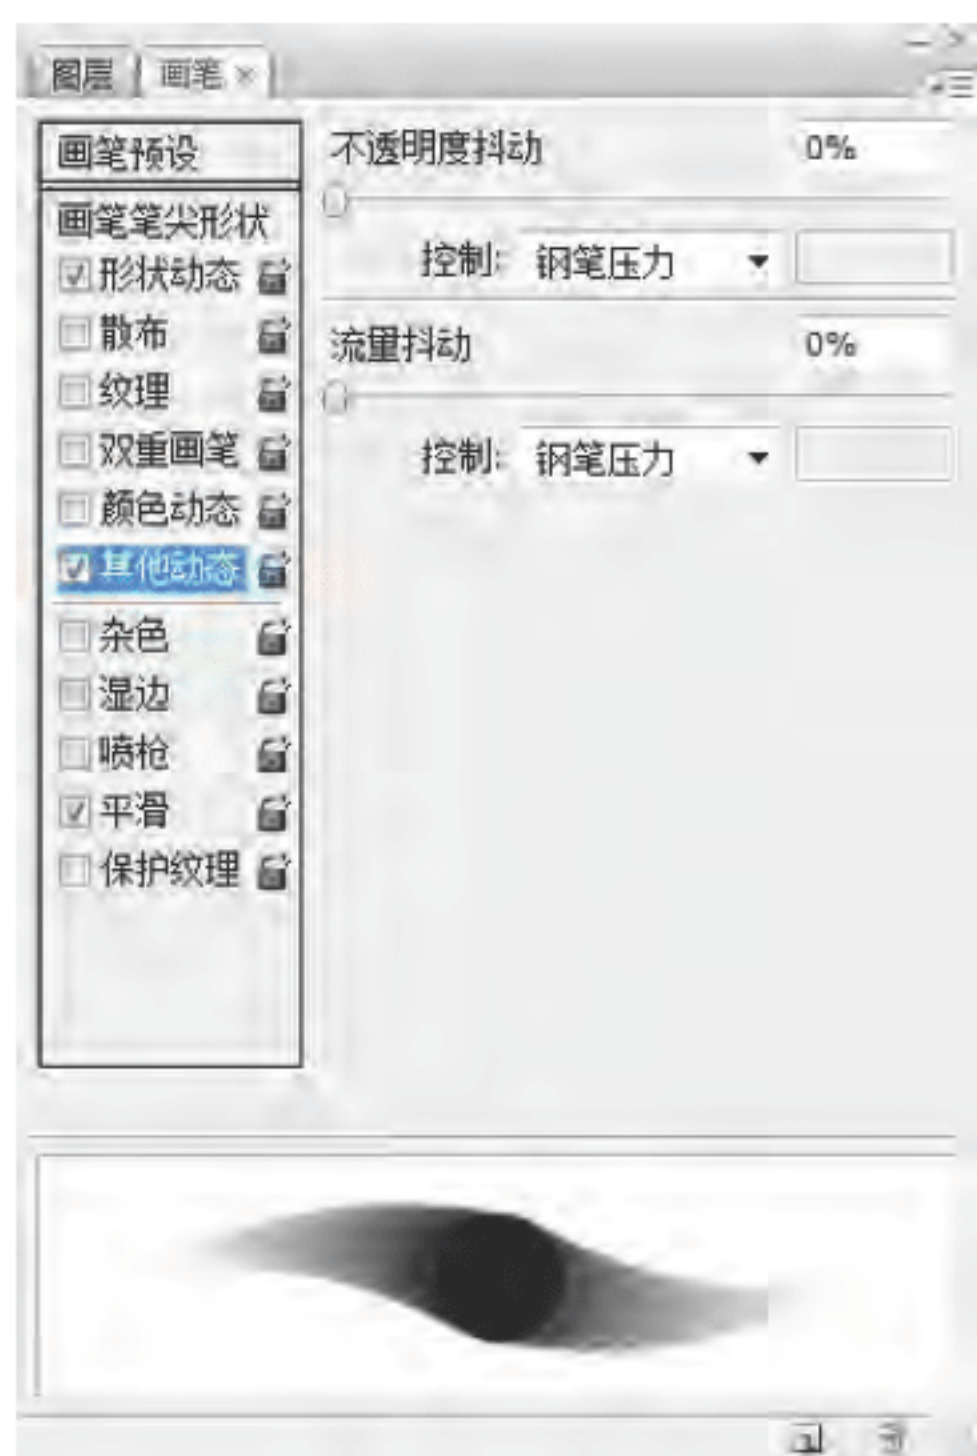 图层 画笔 ×
画笔预设
画笔笔尖形状
形状动态
散布
纹理
双重画笔
颜色动态
其他动态
杂色
湿边
喷枪
平滑
保护纹理
不透明度抖动 0%
控制: 钢笔压力
流量抖动 0%
控制: 钢笔压力